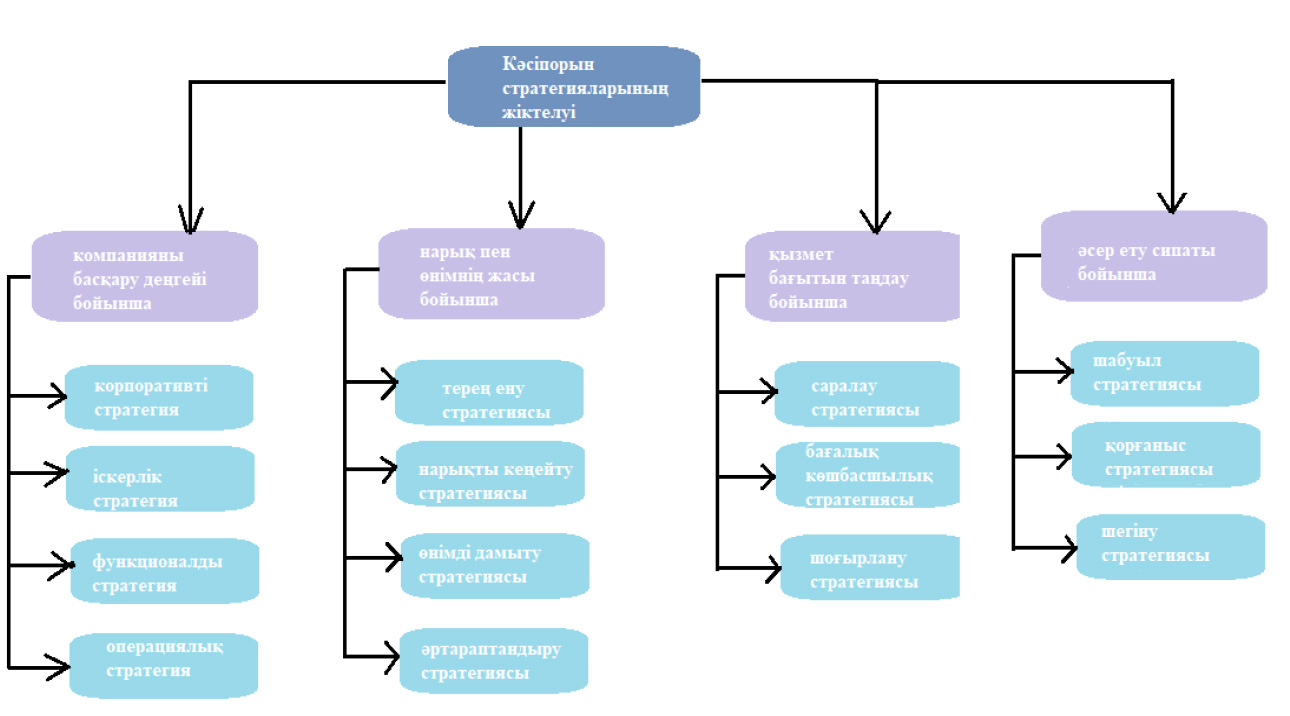 Кәсіпорын
стратегияларының
жіктелуі
компанияны
басқару деңгейі
бойынша
корпоративті
стратегия
іскерлік
стратегия
функционалды
стратегия
операциялық
стратегия
нарық пен
өнімнің жасы
бойынша
терең ену
стратегиясы
нарықты кеңейту
стратегиясы
өнімді дамыту
стратегиясы
әртараптандыру
стратегиясы
қызмет
бағытын таңдау
бойынша
саралау
стратегиясы
бағалық
көшбасшылық
стратегиясы
шоғырлану
стратегиясы
әсер ету сипаты
бойынша
шабуыл
стратегиясы
қорғаныс
стратегиясы
шегіну
стратегиясы